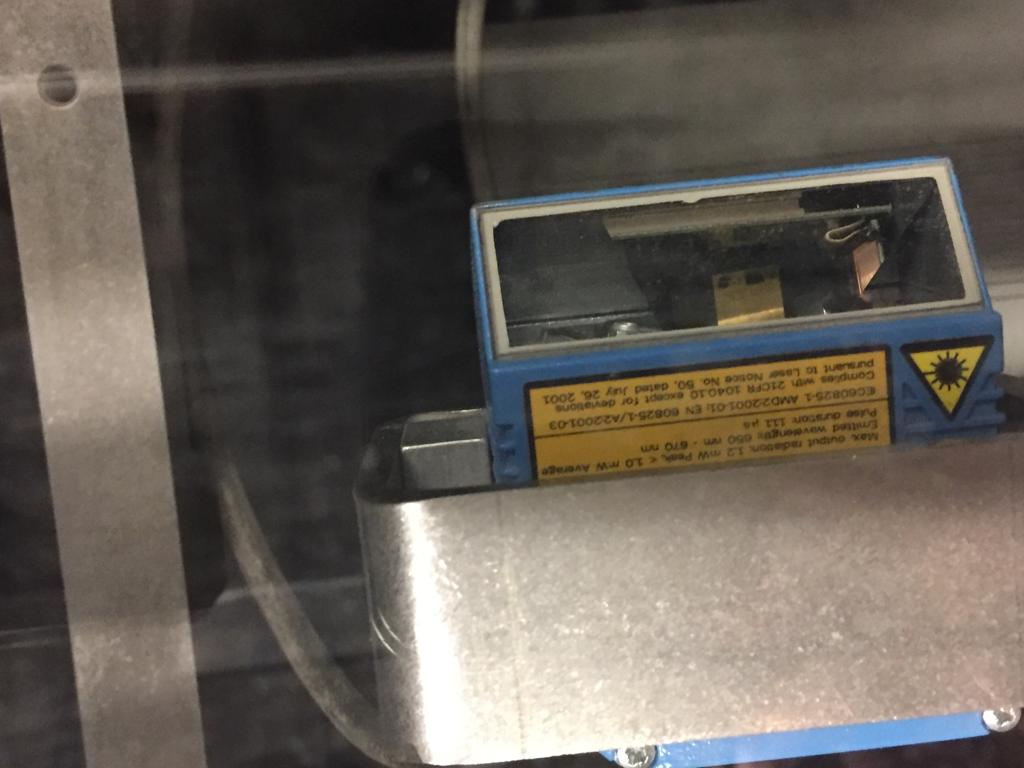 Max. output radiation: 1.2 mW Peak, < 1.0 mW Average
Emitted wavelength: 650 nm - 670 nm
Pulse duration: 111 µs
IEC60825-1 AMD2:2001-01; EN 60825-1/A2:2001-03
Complies with 21CFR 1040.10 except for deviations
pursuant to Laser Notice No. 50, dated July 26, 2001